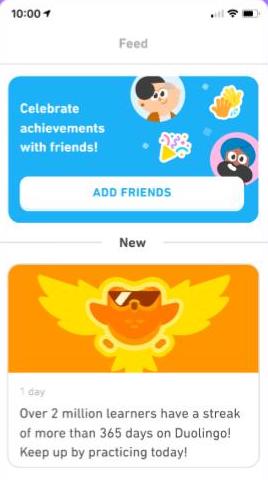 10:00
Feed
Celebrate
achievements
with friends!
ADD FRIENDS
New
1 day
Over 2 million learners have a streak
of more than 365 days on Duolingo!
Keep up by practicing today!